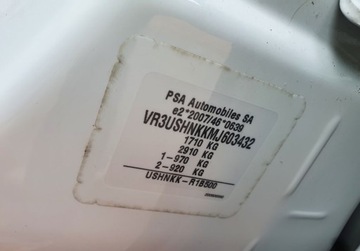 PSA Automobiles SA
e2*2007/46*0639
VR3USHNKKMJ603432
1710 KG
2910 KG
1-970 KG
2-920 KG
USHNKK-R1B500